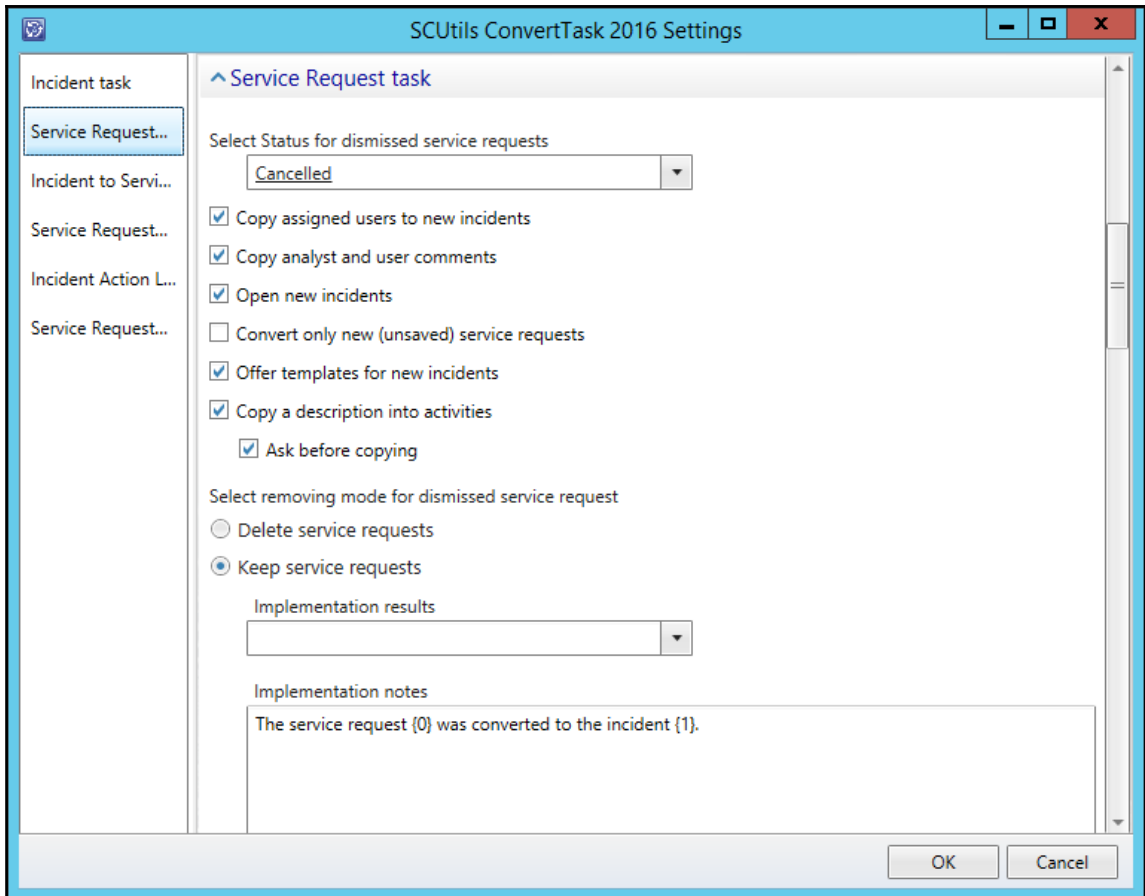 SCUtils ConvertTask 2016 Settings
Incident task
Service Request...
Incident to Servi...
Service Request...
Incident Action L...
Service Request...
Service Request task
Select Status for dismissed service requests
Cancelled
Copy assigned users to new incidents
Copy analyst and user comments
Open new incidents
Convert only new (unsaved) service requests
Offer templates for new incidents
Copy a description into activities
Ask before copying
Select removing mode for dismissed service request
Delete service requests
Keep service requests
Implementation results
Implementation notes
The service request {0} was converted to the incident {1}.
OK
Cancel